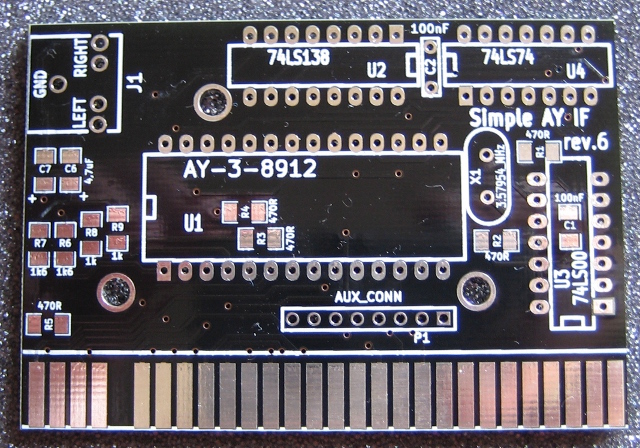 100nF
RIGHT
74LS138
74LS74
GND
J1
U2
C2
U4
LEFT
Simple AY IF
470R
rev.6
R1
AY-3-8912
C7
C6
4,7uF
+
+
X1
3.57954 MHz
100nF
C1
U1
R4
470R
R3
470R
R7
R6
R8
R9
1k6
1k6
1k
1k
R2
470R
U3
74LS00
AUX_CONN
470R
R5
P1